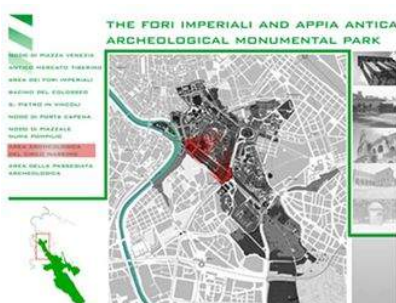 THE FORI IMPERIALI AND APPIA ANTICA
ARCHEOLOGICAL MONUMENTAL PARK
NODO DI PIAZZA VENEZIA
ANTICO MERCATO TIBERINO
AREA DEI FORI IMPERIALI
BACINO DEL COLOSSEO
S. PIETRO IN VINCOLI
NODO DI PORTA CAPENA
NODO DI PIAZZALE
NUMA POMPILIO
AREA ARCHEOLOGICA
DEL CIRCO MASSIMO
AREA DELLA PASSEGIATA
ARCHEOLOGICA